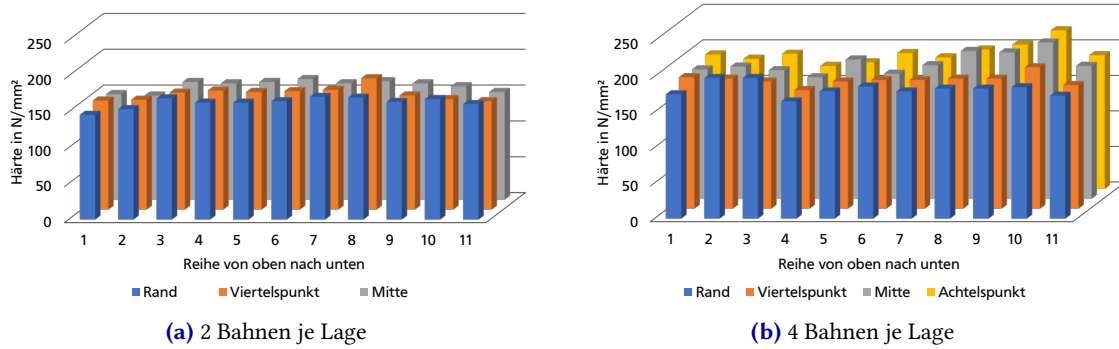 Härte in N/mm²
250
200
150
100
50
0
1 2 3 4 5 6 7 8 9 10 11
Reihe von oben nach unten
Rand Viertelspunkt Mitte
(a) 2 Bahnen je Lage
Härte in N/mm²
250
200
150
100
50
0
1 2 3 4 5 6 7 8 9 10 11
Reihe von oben nach unten
Rand Viertelspunkt Mitte Achtelspunkt
(b) 4 Bahnen je Lage